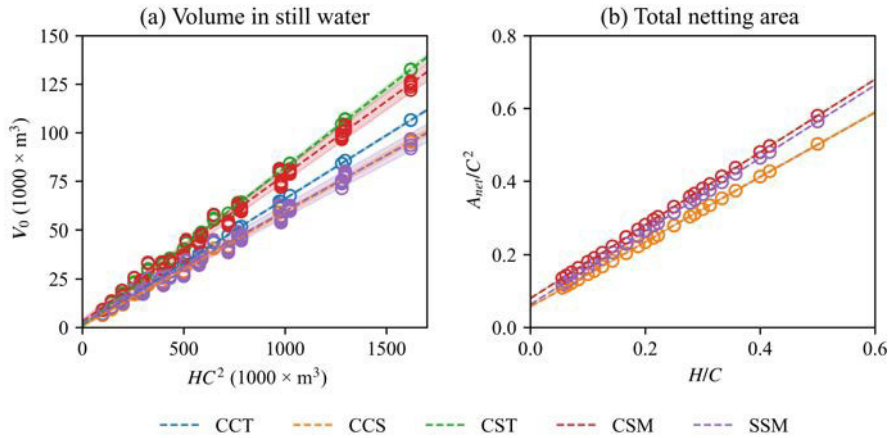 (a) Volume in still water
(b) Total netting area
150
125
100
75
50
25
0
V₀ (1000 × m³)
0 500 1000 1500
HC² (1000 × m³)
0.8
0.6
0.4
0.2
0.0
A_net/C²
0.0 0.2 0.4 0.6
H/C
CCT CCS CST CSM SSM